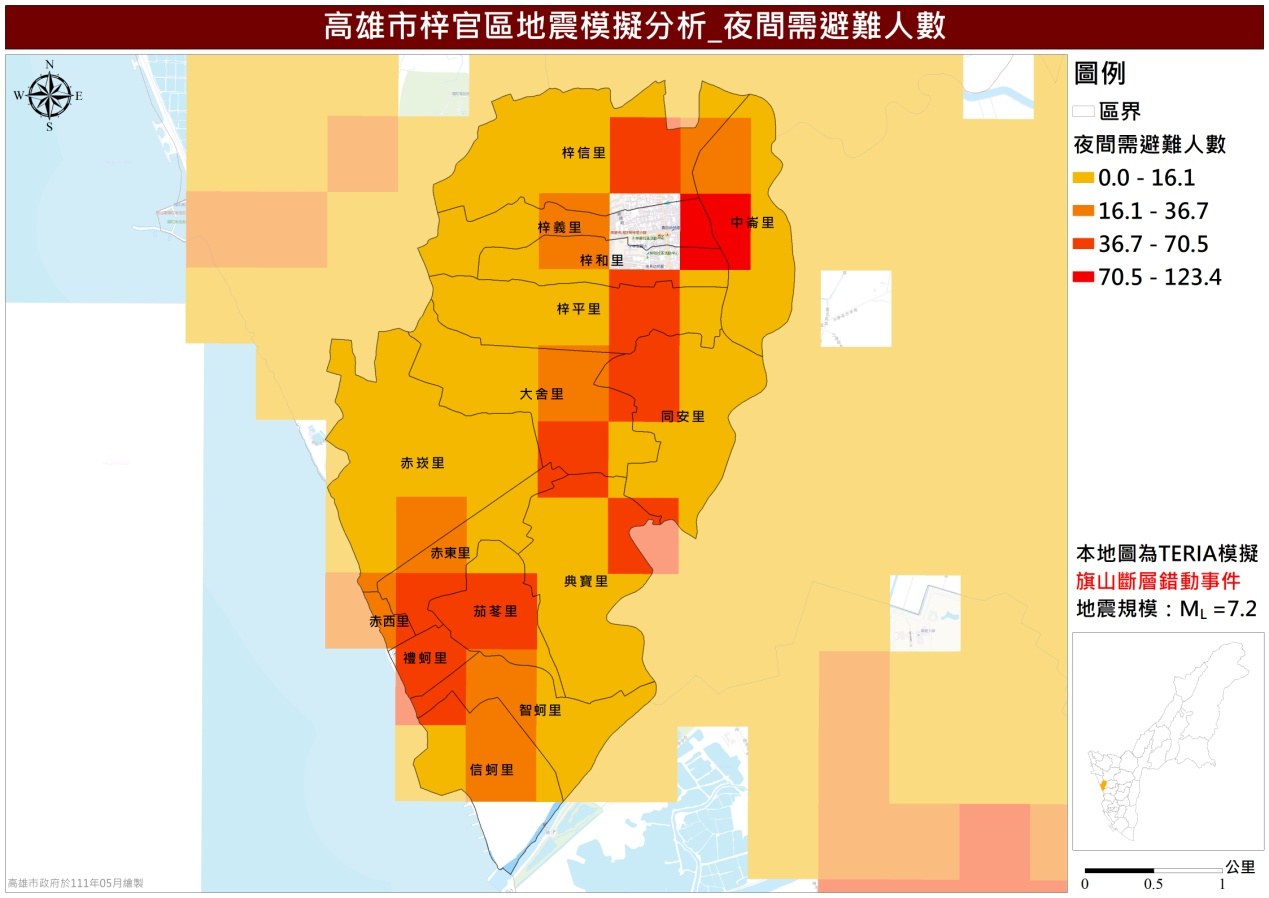 高雄市梓官區地震模擬分析_夜間需避難人數
N
W
E
S
圖例
區界
夜間需避難人數
0.0 - 16.1
16.1 - 36.7
36.7 - 70.5
70.5 - 123.4
梓信里
中崙里
梓義里
梓和里
梓平里
大舍里
同安里
赤崁里
赤東里
典寶里
茄苳里
赤西里
禮蚵里
智蚵里
信蚵里
本地圖為TERIA模擬
旗山斷層錯動事件
地震規模：ML =7.2
公里
0 0.5 1
高雄市政府於111年05月繪製